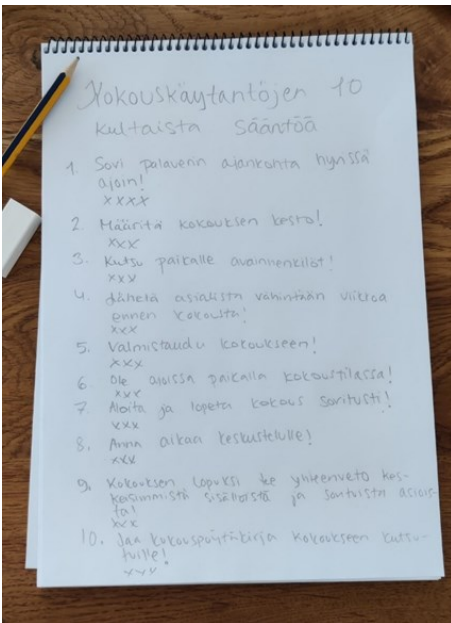 Kokouskäytäntöjen 10
kultaista sääntöä
1. Sovi palaverin ajankohta hyvissä
ajoin!
xxxx
2. Määritä kokouksen kesto!
xxx
3. Kutsu paikalle avainhenkilöt!
xxx
4. Lähetä asialista vähintään viikkoa
ennen kokousta!
xxx
5. Valmistaudu kokoukseen!
xxx
6. Ole ajoissa paikalla kokoustilassa!
xxx
7. Aloita ja lopeta kokous sovitusti!
xxx
8. Anna aikaa keskustelulle!
xxx
9. Kokouksen lopuksi tee yhteenveto kes-
keisimmistä sisällöistä ja sovituista asiois-
ta!
xxx
10. Jaa kokouspöytäkirja kokoukseen kutsu-
tuille!
xxx